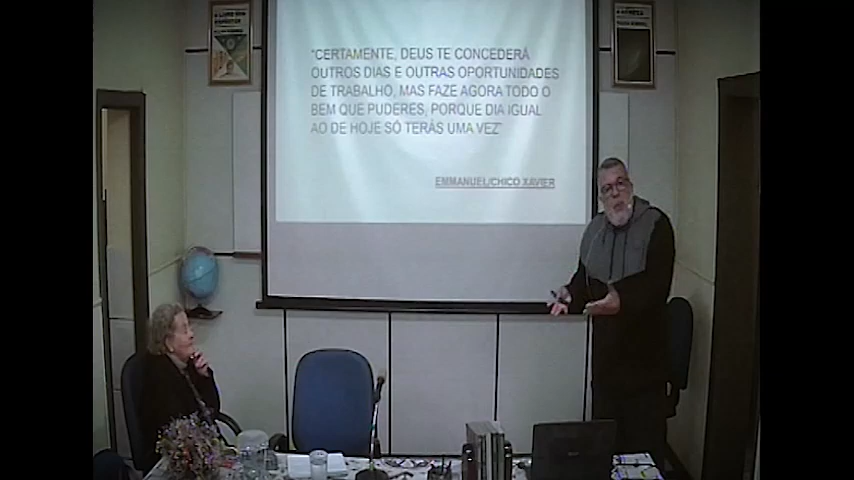 "CERTAMENTE, DEUS TE CONCEDERÁ
OUTROS DIAS E OUTRAS OPORTUNIDADES
DE TRABALHO, MAS FAZE AGORA TODO O
BEM QUE PUDERES, PORQUE DIA IGUAL
AO DE HOJE SÓ TERÁS UMA VEZ"
EMMANUEL/CHICO XAVIER